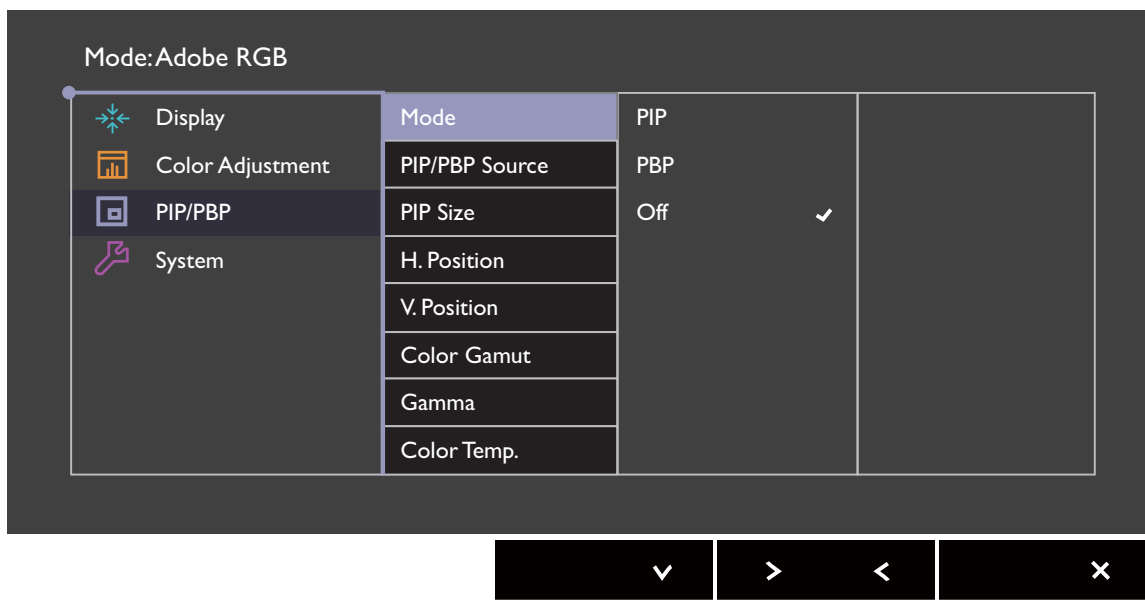 Mode: Adobe RGB
Display
Color Adjustment
PIP/PBP
System
Mode
PIP/PBP Source
PIP Size
H. Position
V. Position
Color Gamut
Gamma
Color Temp.
PIP
PBP
Off